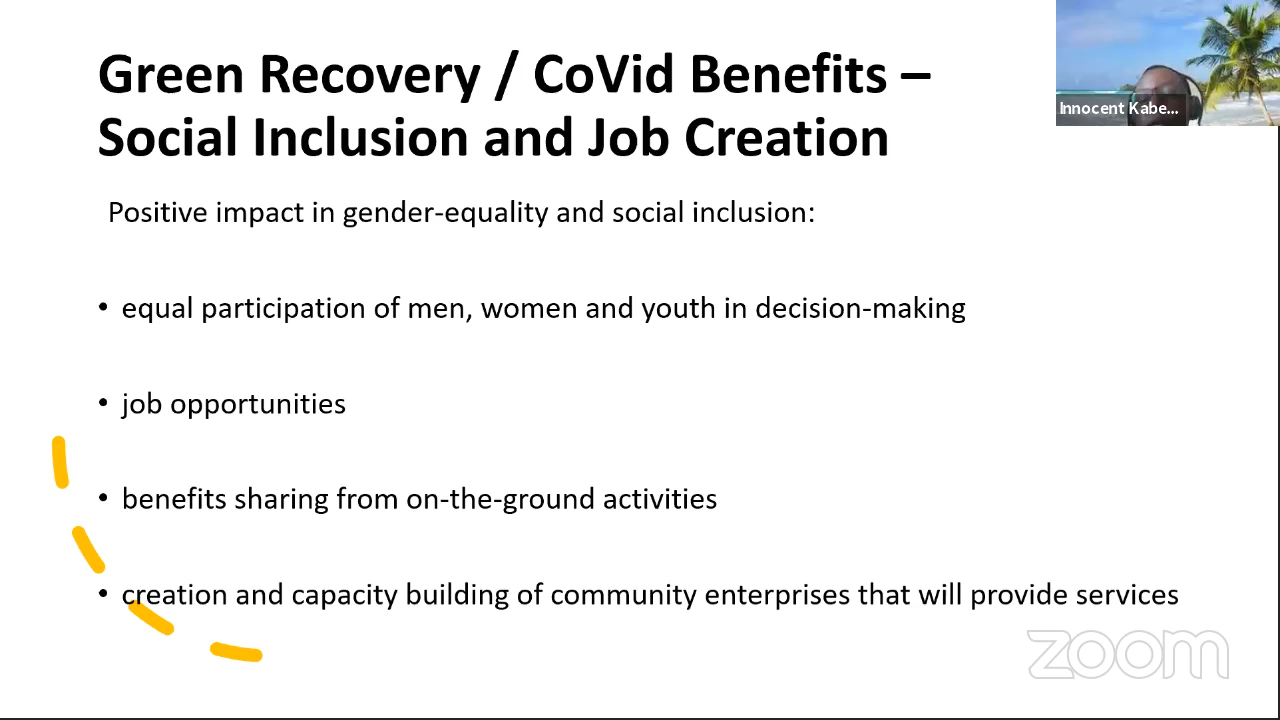 Green Recovery / CoVid Benefits –
Social Inclusion and Job Creation
Innocent Kabe...
Positive impact in gender-equality and social inclusion:
• equal participation of men, women and youth in decision-making
• job opportunities
• benefits sharing from on-the-ground activities
• creation and capacity building of community enterprises that will provide services
zoom